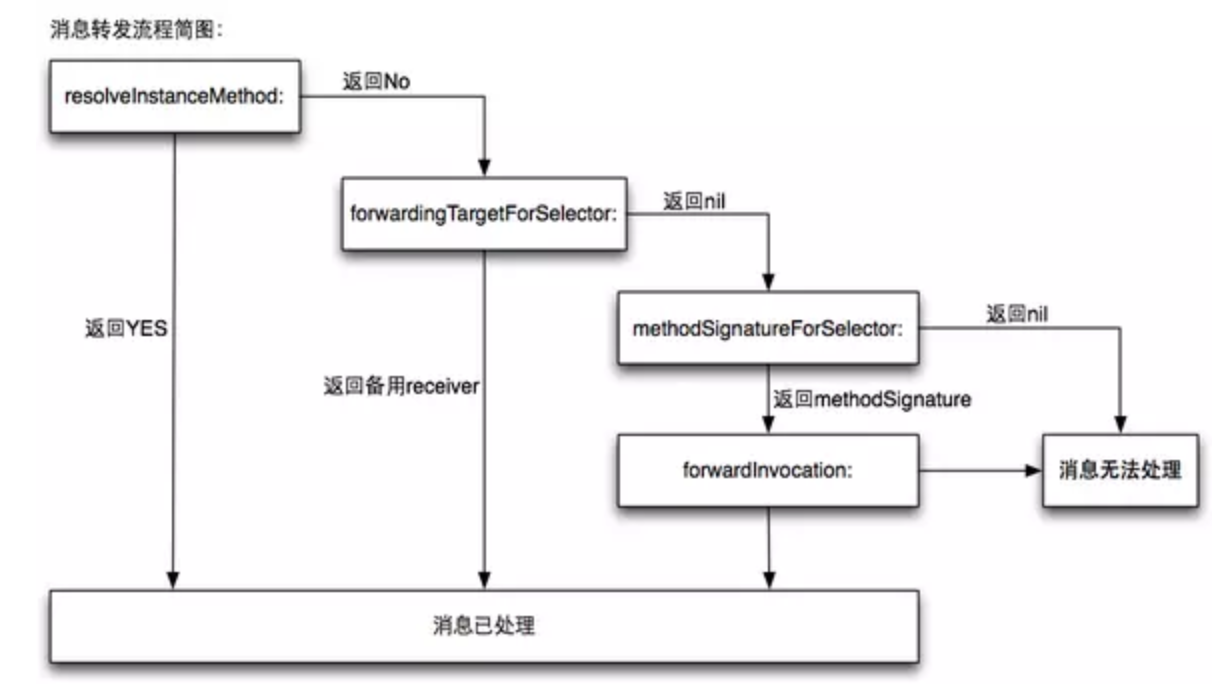 消息转发流程简图：
返回No
resolveInstanceMethod:
返回nil
forwardingTargetForSelector:
返回nil
返回YES
methodSignatureForSelector:
返回备用receiver
返回methodSignature
forwardInvocation:
消息无法处理
消息已处理